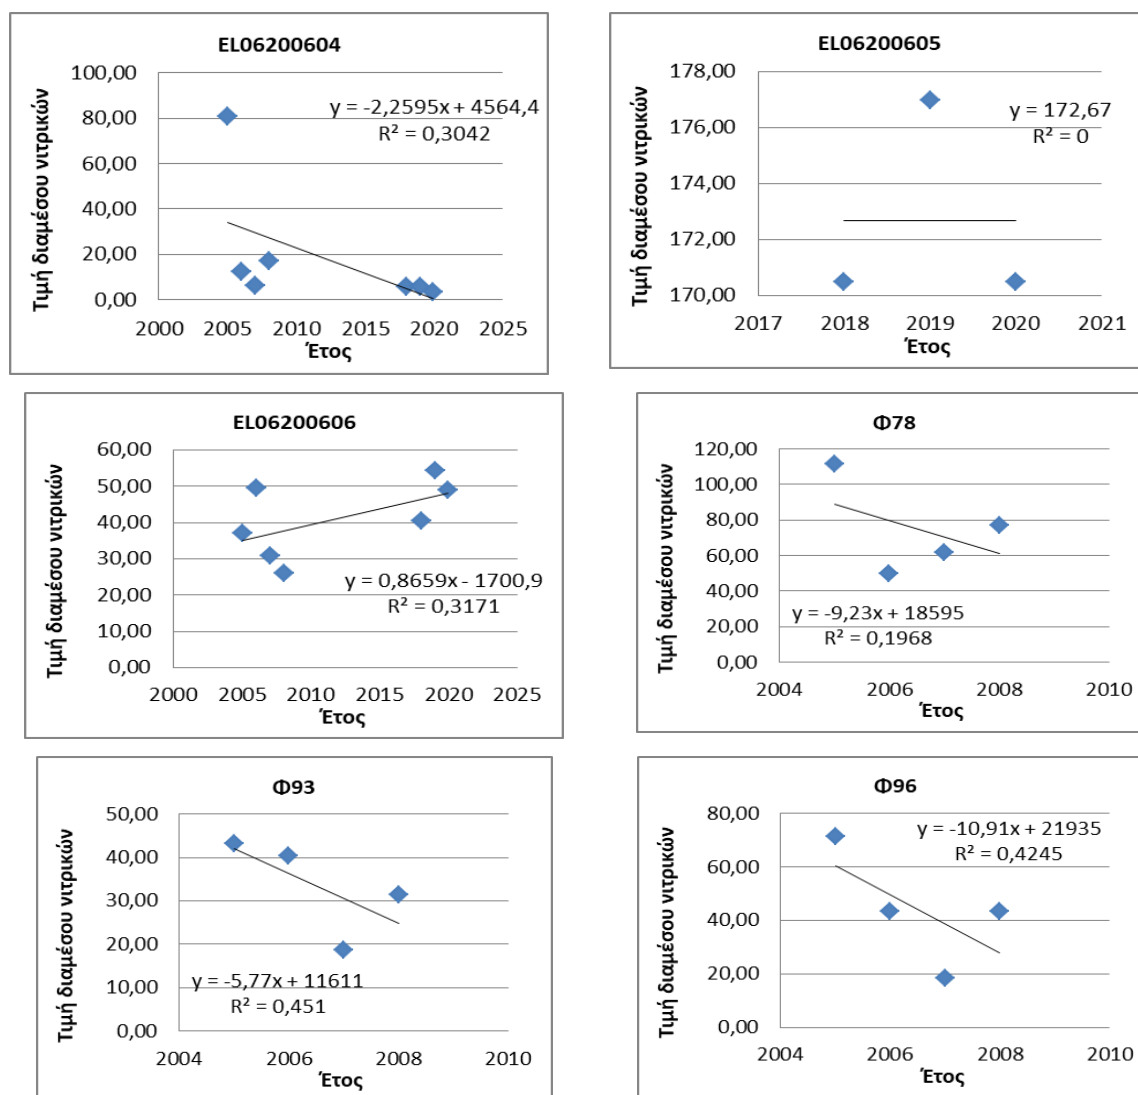 EL06200604
Τιμή διαμέσου νιτρικών
100,00
80,00
60,00
40,00
20,00
0,00
y = -2,2595x + 4564,4
R² = 0,3042
2000 2005 2010 2015 2020 2025
Έτος
EL06200605
Τιμή διαμέσου νιτρικών
178,00
176,00
174,00
172,00
170,00
y = 172,67
R² = 0
2017 2018 2019 2020 2021
Έτος
EL06200606
Τιμή διαμέσου νιτρικών
60,00
50,00
40,00
30,00
20,00
10,00
0,00
y = 0,8659x - 1700,9
R² = 0,3171
2000 2005 2010 2015 2020 2025
Έτος
Φ78
Τιμή διαμέσου νιτρικών
120,00
100,00
80,00
60,00
40,00
20,00
0,00
y = -9,23x + 18595
R² = 0,1968
2004 2006 2008 2010
Έτος
Φ93
Τιμή διαμέσου νιτρικών
50,00
40,00
30,00
20,00
10,00
0,00
y = -5,77x + 11611
R² = 0,451
2004 2006 2008 2010
Έτος
Φ96
Τιμή διαμέσου νιτρικών
80,00
60,00
40,00
20,00
0,00
y = -10,91x + 21935
R² = 0,4245
2004 2006 2008 2010
Έτος